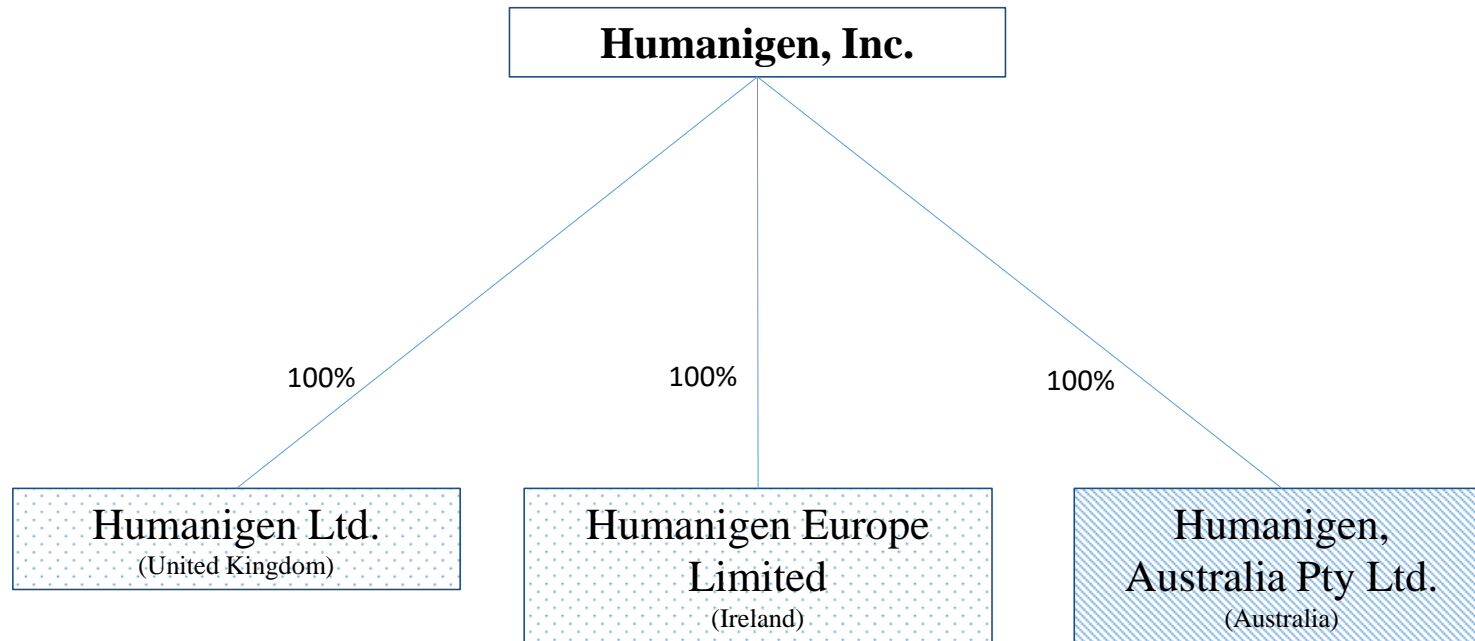 Humanigen, Inc.
100%
100%
100%
Humanigen Ltd.
(United Kingdom)
Humanigen Europe
Limited
(Ireland)
Humanigen,
Australia Pty Ltd.
(Australia)